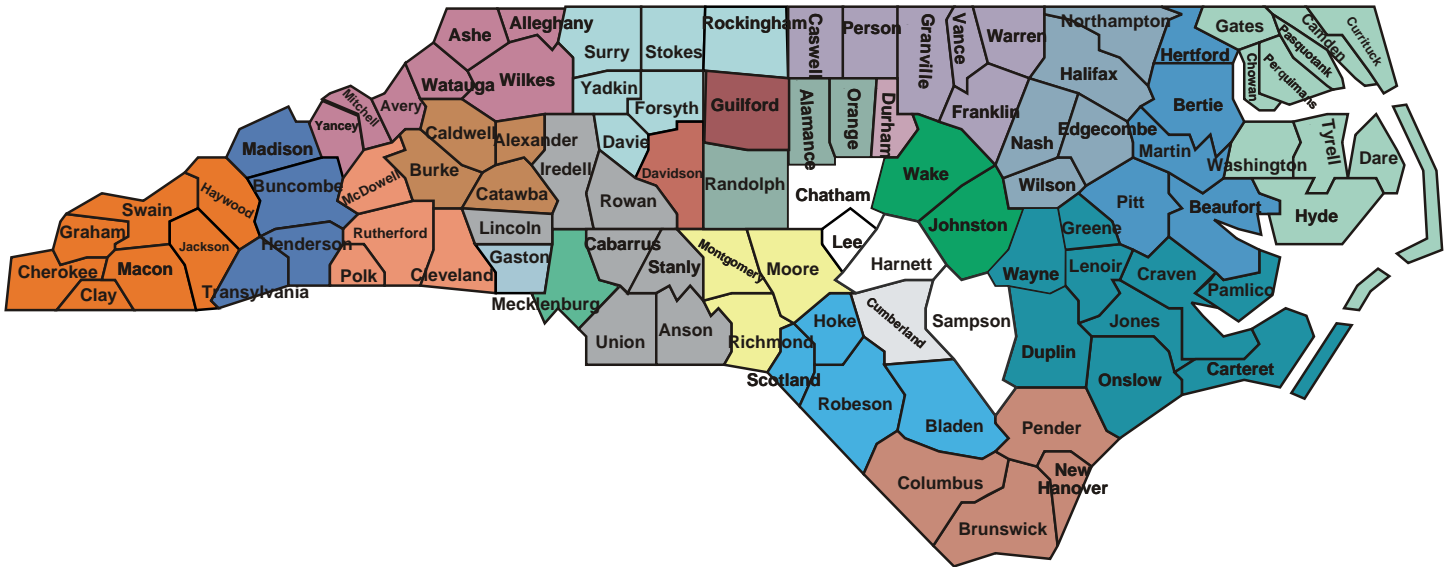 Ashe
Alleghany
Surry
Stokes
Rockingham
Caswell
Person
Granville
Vance
Warren
Northampton
Hertford
Gates
Camden
Currituck
Pasquotank
Perquimans
Chowan
Watauga
Wilkes
Yadkin
Forsyth
Guilford
Alamance
Orange
Durham
Franklin
Halifax
Bertie
Mitchell
Avery
Yancey
Caldwell
Alexander
Davie
Iredell
Davidson
Randolph
Nash
Edgecombe
Martin
Washington
Tyrrell
Dare
Madison
Buncombe
McDowell
Burke
Catawba
Rowan
Chatham
Wake
Wilson
Pitt
Beaufort
Hyde
Haywood
Swain
Graham
Jackson
Henderson
Rutherford
Lincoln
Cabarrus
Stanly
Montgomery
Moore
Lee
Harnett
Johnston
Greene
Cherokee
Macon
Clay
Transylvania
Polk
Cleveland
Gaston
Mecklenburg
Wayne
Lenoir
Craven
Pamlico
Union
Anson
Richmond
Hoke
Cumberland
Sampson
Jones
Scotland
Robeson
Duplin
Onslow
Carteret
Bladen
Pender
Columbus
New
Hanover
Brunswick